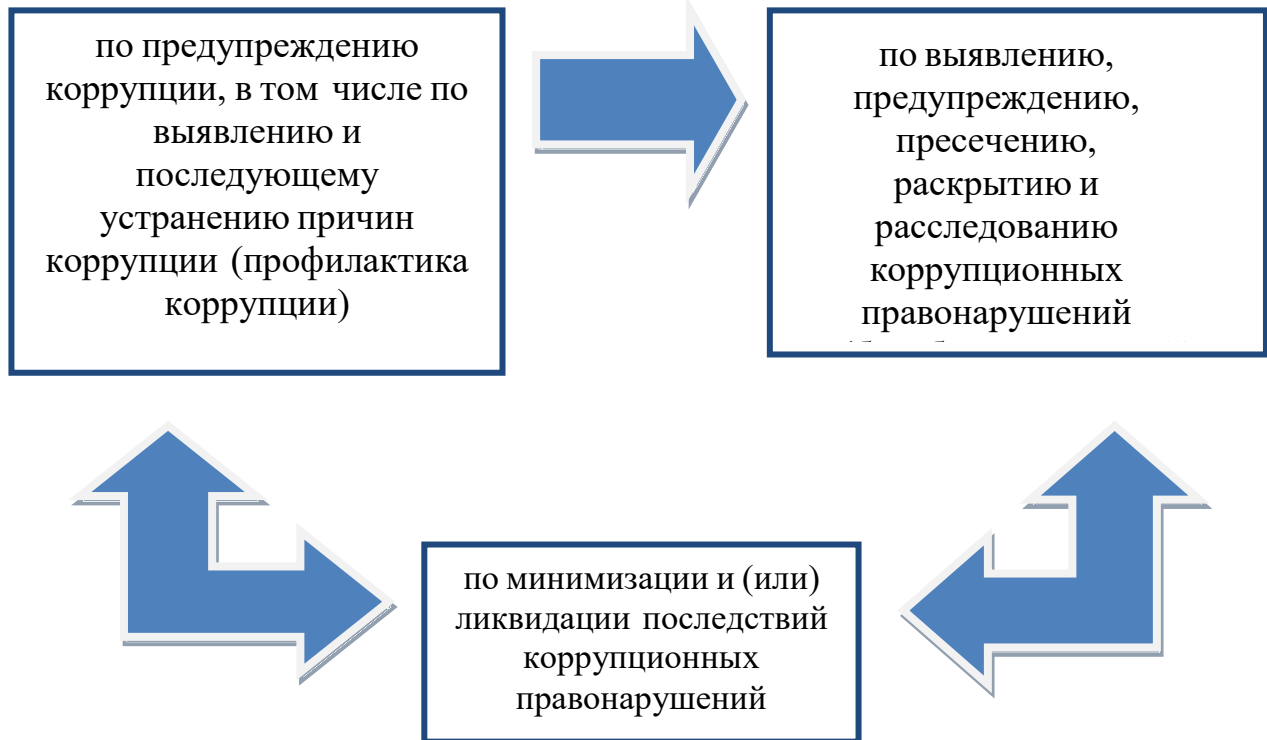 по предупреждению
коррупции, в том числе по
выявлению и
последующему
устранению причин
коррупции (профилактика
коррупции)
по выявлению,
предупреждению,
пресечению,
раскрытию и
расследованию
коррупционных
правонарушений
по минимизации и (или)
ликвидации последствий
коррупционных
правонарушений